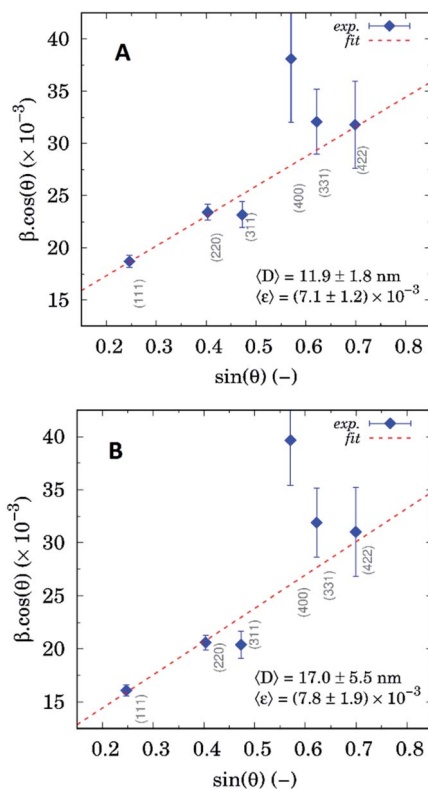 A
exp.
fit
β.cos(θ) (× 10⁻³)
40
35
30
25
20
15
(111)
(220)
(311)
(400)
(331)
(422)
⟨D⟩ = 11.9 ± 1.8 nm
⟨ε⟩ = (7.1 ± 1.2) × 10⁻³
0.2 0.3 0.4 0.5 0.6 0.7 0.8
sin(θ) (−)
B
exp.
fit
β.cos(θ) (× 10⁻³)
40
35
30
25
20
15
(111)
(220)
(311)
(400)
(331)
(422)
⟨D⟩ = 17.0 ± 5.5 nm
⟨ε⟩ = (7.8 ± 1.9) × 10⁻³
0.2 0.3 0.4 0.5 0.6 0.7 0.8
sin(θ) (−)